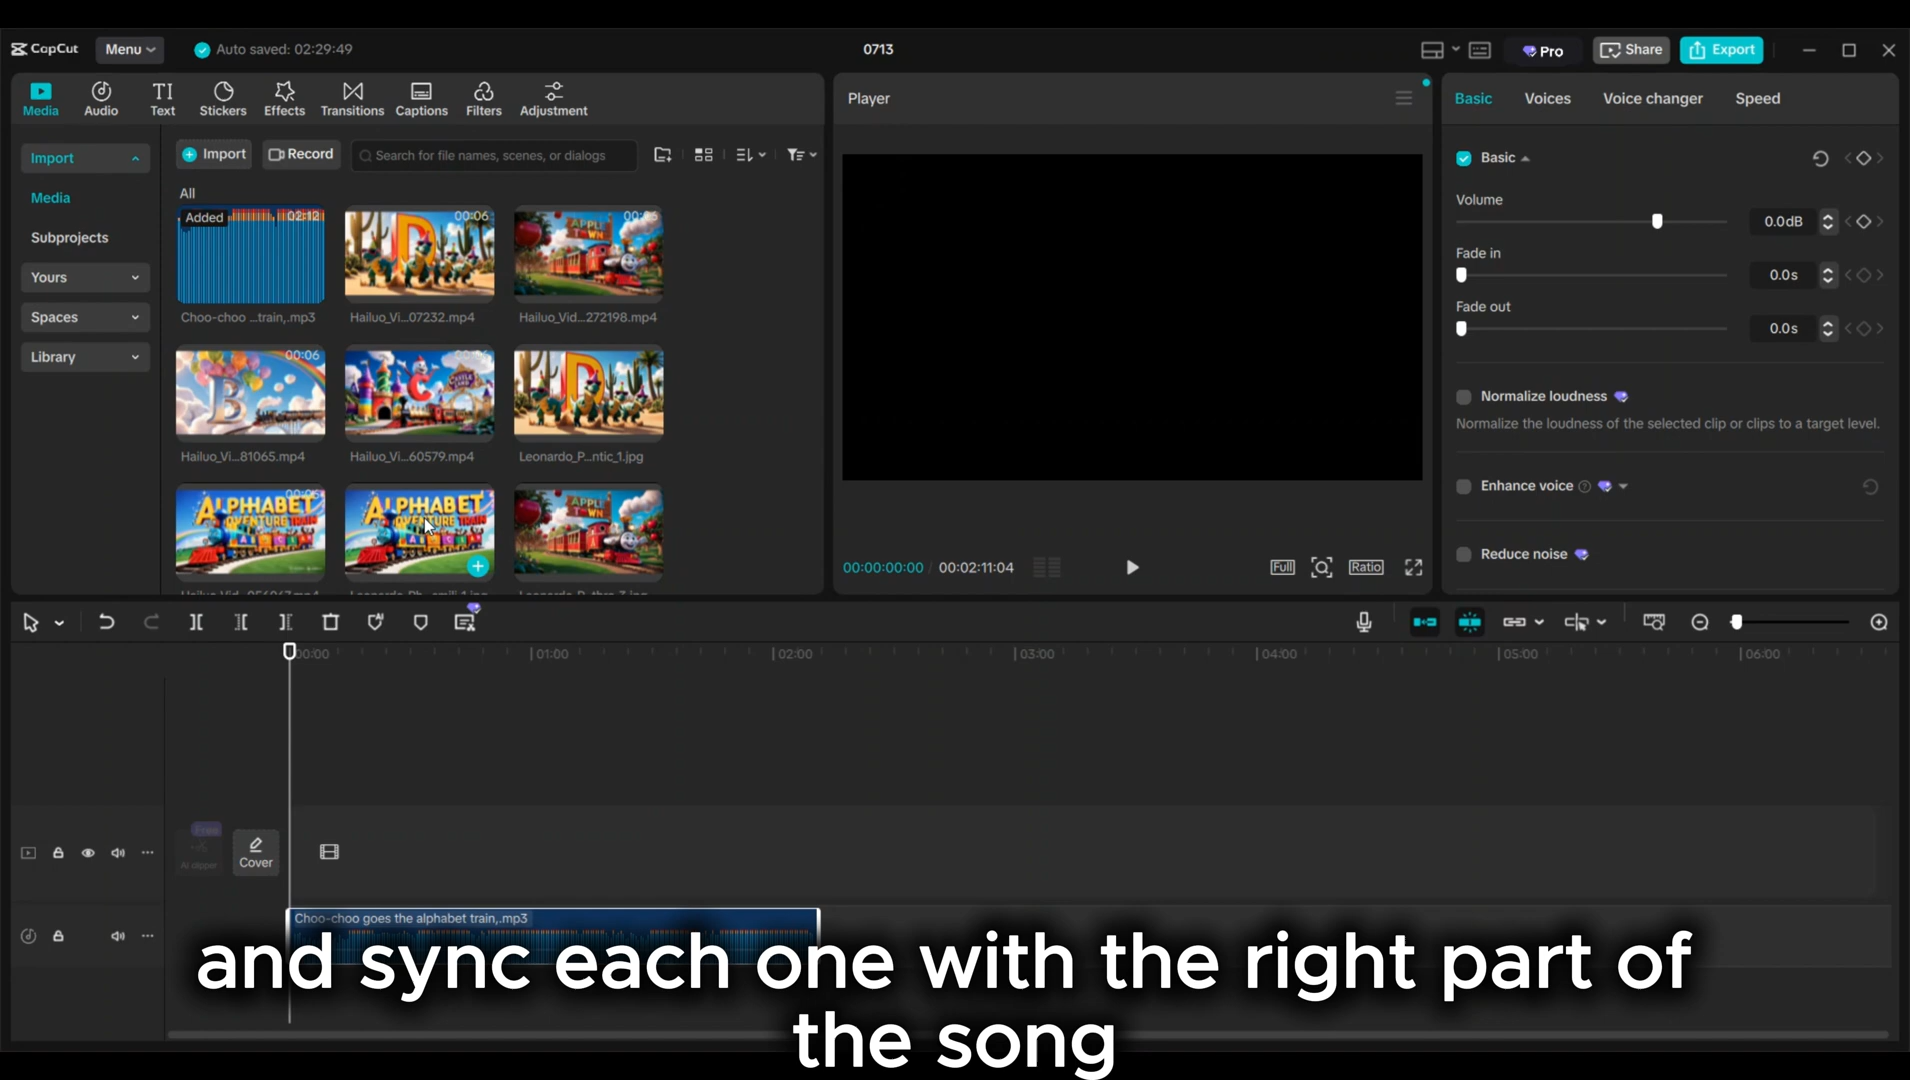 CapCut
Menu
Auto saved: 02:29:49
0713
Pro
Share
Export
Media
Audio
Text
Stickers
Effects
Transitions
Captions
Filters
Adjustment
Player
Basic
Voices
Voice changer
Speed
Import
Media
Subprojects
Yours
Spaces
Library
Import
Record
Search for file names, scenes, or dialogs
All
Added
02:12
00:06
Choo-choo ...train,.mp3
Hailuo_Vi...07232.mp4
Hailuo_Vid...272198.mp4
APPLE
D
00:06
Hailuo_Vi...81065.mp4
Hailuo_Vi...60579.mp4
Leonardo_P...ntic_1.jpg
B
C
D
ALPHABET
ALPHABET
APPLE
00:00:00:00 / 00:02:11:04
Full
Ratio
Basic
Volume
0.0dB
Fade in
0.0s
Fade out
0.0s
Normalize loudness
Normalize the loudness of the selected clip or clips to a target level.
Enhance voice
Reduce noise
00:00
01:00
02:00
03:00
04:00
05:00
06:00
Free
AI clipper
Cover
Choo-choo goes the alphabet train,.mp3
and sync each one with the right part of
the song